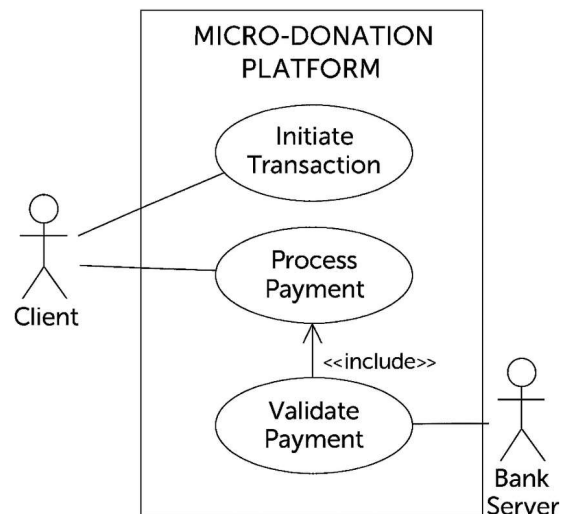 MICRO-DONATION
PLATFORM
Initiate
Transaction
Process
Payment
Client
<<include>>
Validate
Payment
Bank
Server